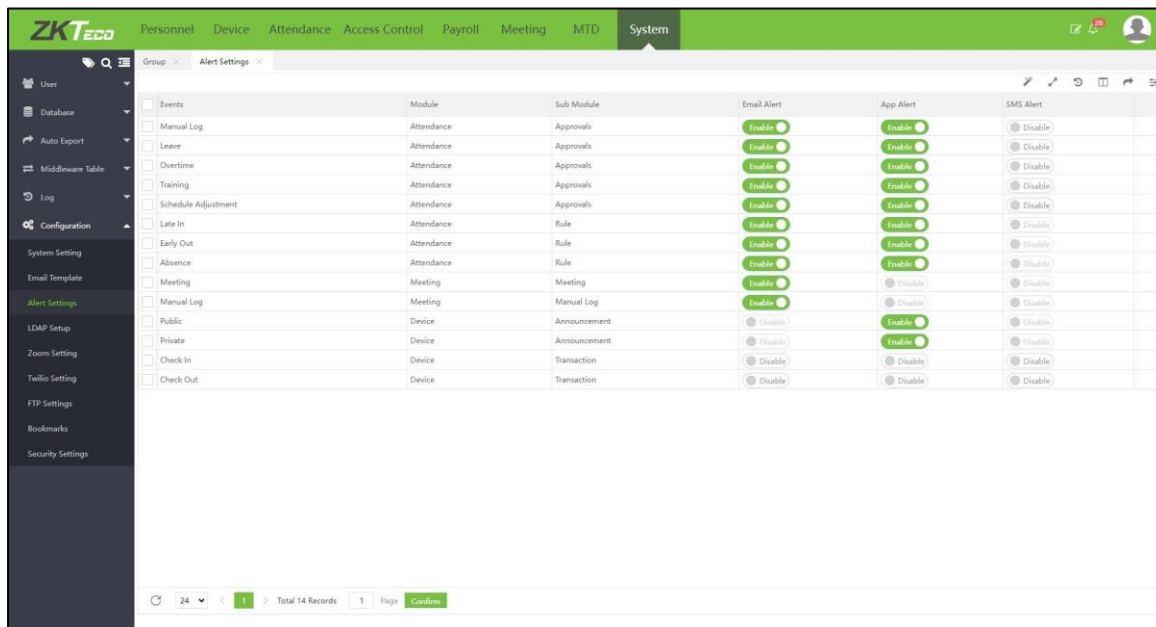 ZKTECO Personnel Device Attendance Access Control Payroll Meeting MTD System 28
Group Alert Settings
User
Database
Auto Export
Middleware Table
Log
Configuration
System Setting
Email Template
Alert Settings
LDAP Setup
Zoom Setting
Twilio Setting
FTP Settings
Bookmarks
Security Settings
Events Module Sub Module Email Alert App Alert SMS Alert
Manual Log Attendance Approvals Enable Enable Disable
Leave Attendance Approvals Enable Enable Disable
Overtime Attendance Approvals Enable Enable Disable
Training Attendance Approvals Enable Enable Disable
Schedule Adjustment Attendance Approvals Enable Enable Disable
Late In Attendance Rule Enable Enable Disable
Early Out Attendance Rule Enable Enable Disable
Absence Attendance Rule Enable Enable Disable
Meeting Meeting Meeting Enable Disable Disable
Manual Log Meeting Manual Log Enable Disable Disable
Public Device Announcement Disable Enable Disable
Private Device Announcement Disable Enable Disable
Check In Device Transaction Disable Disable Disable
Check Out Device Transaction Disable Disable Disable
24 < 1 > Total 14 Records 1 Page Confirm